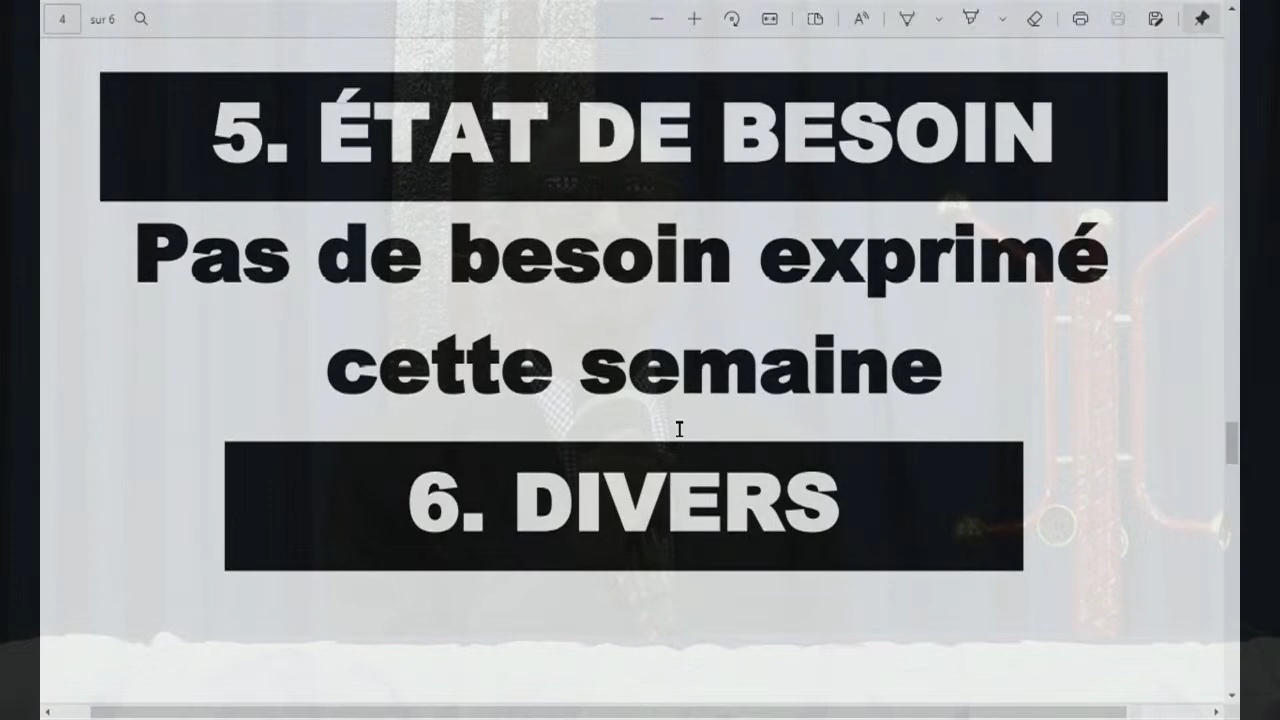 4 sur 6
5. ÉTAT DE BESOIN
Pas de besoin exprimé
cette semaine
6. DIVERS